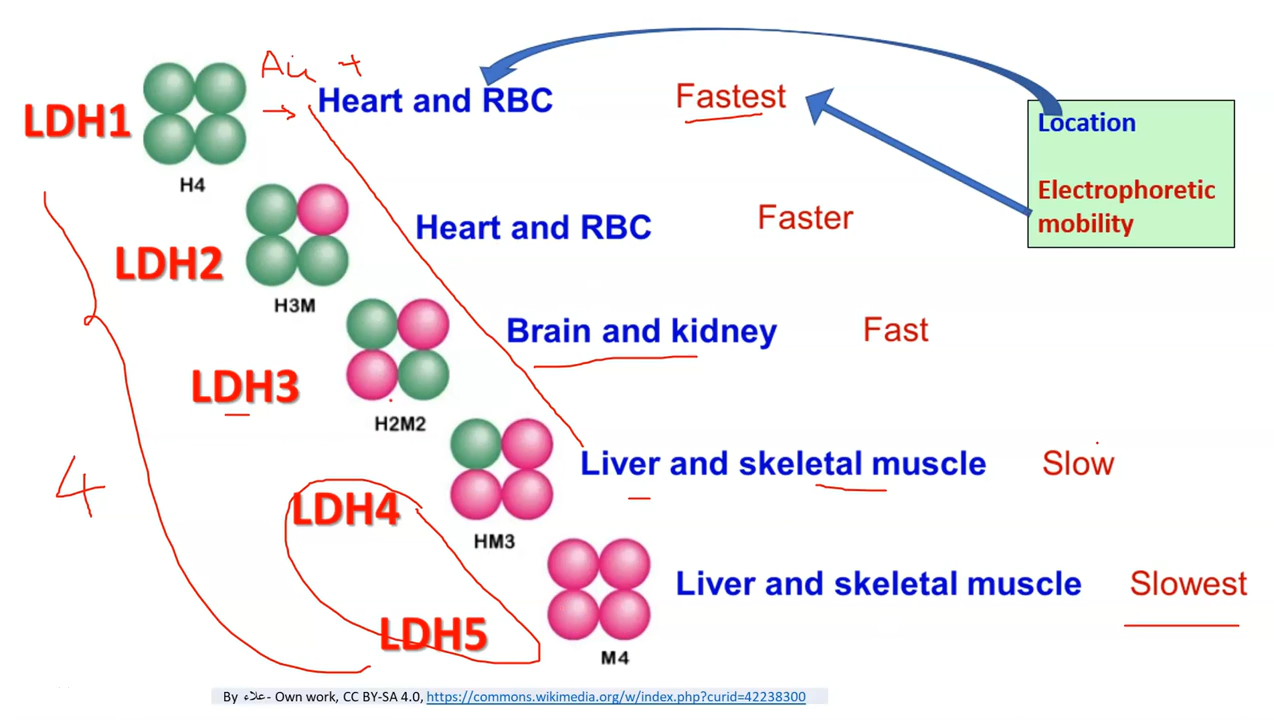 Air +
LDH1
Heart and RBC
Fastest
Location
H4
Electrophoretic
mobility
LDH2
Heart and RBC
Faster
H3M
LDH3
Brain and kidney
Fast
H2M2
4
LDH4
Liver and skeletal muscle
Slow
HM3
LDH5
Liver and skeletal muscle
Slowest
M4
By علاء - Own work, CC BY-SA 4.0, https://commons.wikimedia.org/w/index.php?curid=42238300